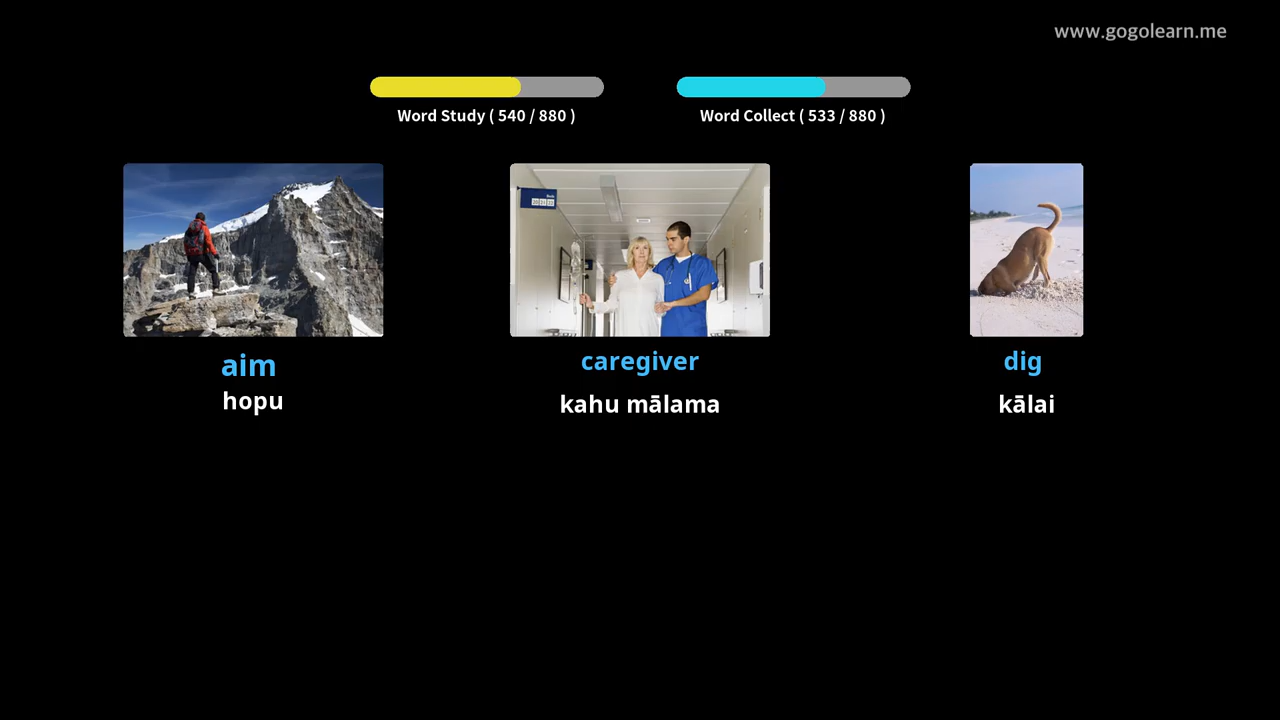 www.gogolearn.me
Word Study ( 540 / 880 )
Word Collect ( 533 / 880 )
aim
hopu
caregiver
kahu mālama
dig
kālai